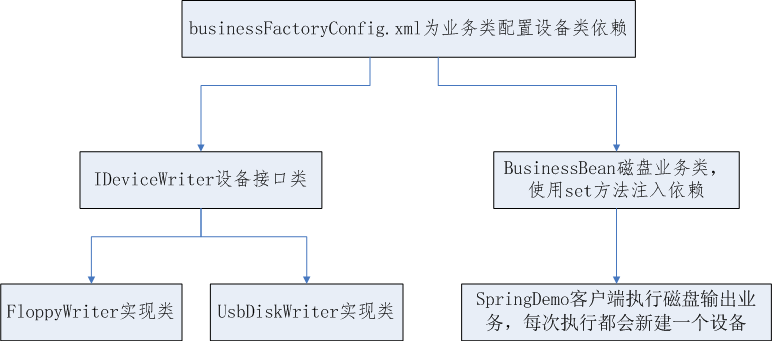 businessFactoryConfig.xml为业务类配置设备类依赖
IDeviceWriter设备接口类
BusinessBean磁盘业务类，
使用set方法注入依赖
FloppyWriter实现类
UsbDiskWriter实现类
SpringDemo客户端执行磁盘输出业
务，每次执行都会新建一个设备